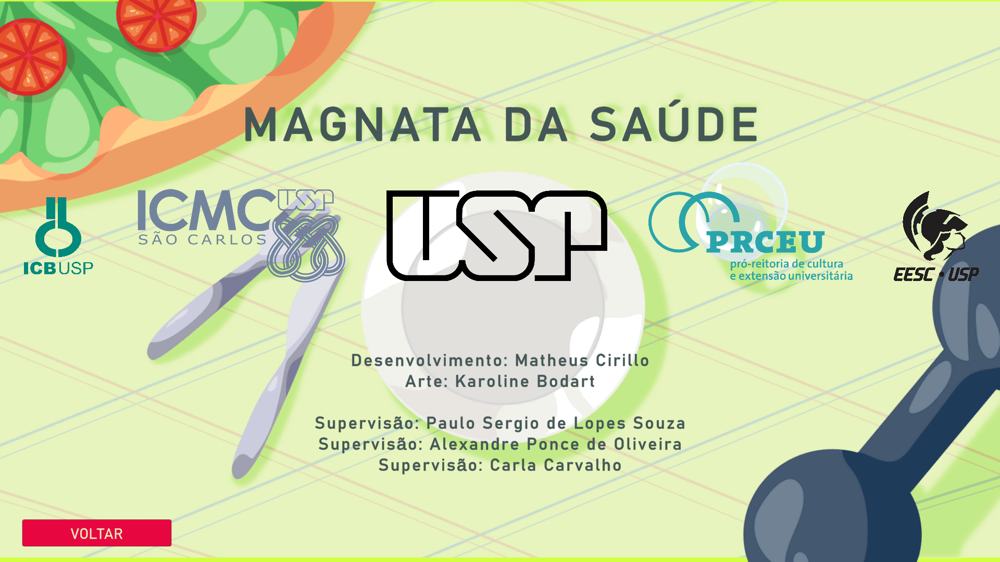 MAGNATA DA SAÚDE
ICB USP
ICMC USP
SÃO CARLOS
USP
PRCEU
pró-reitoria de cultura
e extensão universitária
EESC • USP
Desenvolvimento: Matheus Cirillo
Arte: Karoline Bodart
Supervisão: Paulo Sergio de Lopes Souza
Supervisão: Alexandre Ponce de Oliveira
Supervisão: Carla Carvalho
VOLTAR